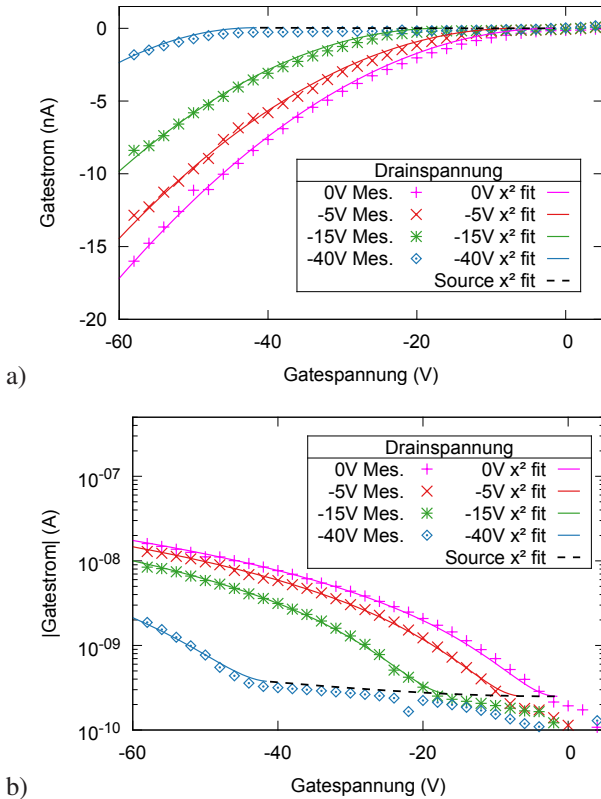 0
-5
-10
-15
-20
-60
-40
-20
0
Gatestrom (nA)
Gatespannung (V)
Drainspannung
0V Mes. 0V x² fit
-5V Mes. -5V x² fit
-15V Mes. -15V x² fit
-40V Mes. -40V x² fit
Source x² fit
a)
10⁻⁰⁷
10⁻⁰⁸
10⁻⁰⁹
10⁻¹⁰
-60
-40
-20
0
|Gatestrom| (A)
Gatespannung (V)
Drainspannung
0V Mes. 0V x² fit
-5V Mes. -5V x² fit
-15V Mes. -15V x² fit
-40V Mes. -40V x² fit
Source x² fit
b)